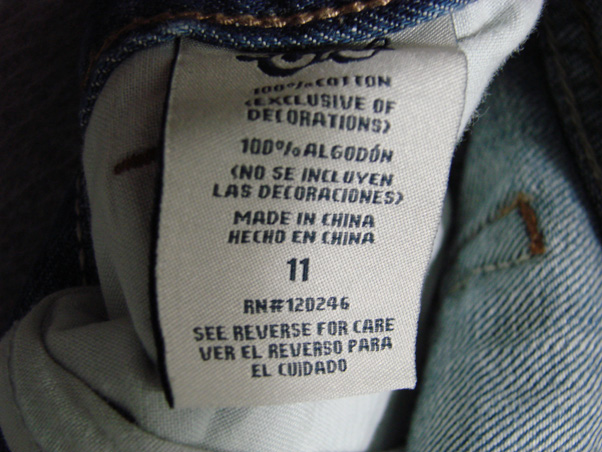 100% COTTON
(EXCLUSIVE OF
DECORATIONS)
100% ALGODÓN
(NO SE INCLUYEN
LAS DECORACIONES)
MADE IN CHINA
HECHO EN CHINA
11
RN#120246
SEE REVERSE FOR CARE
VER EL REVERSO PARA
EL CUIDADO